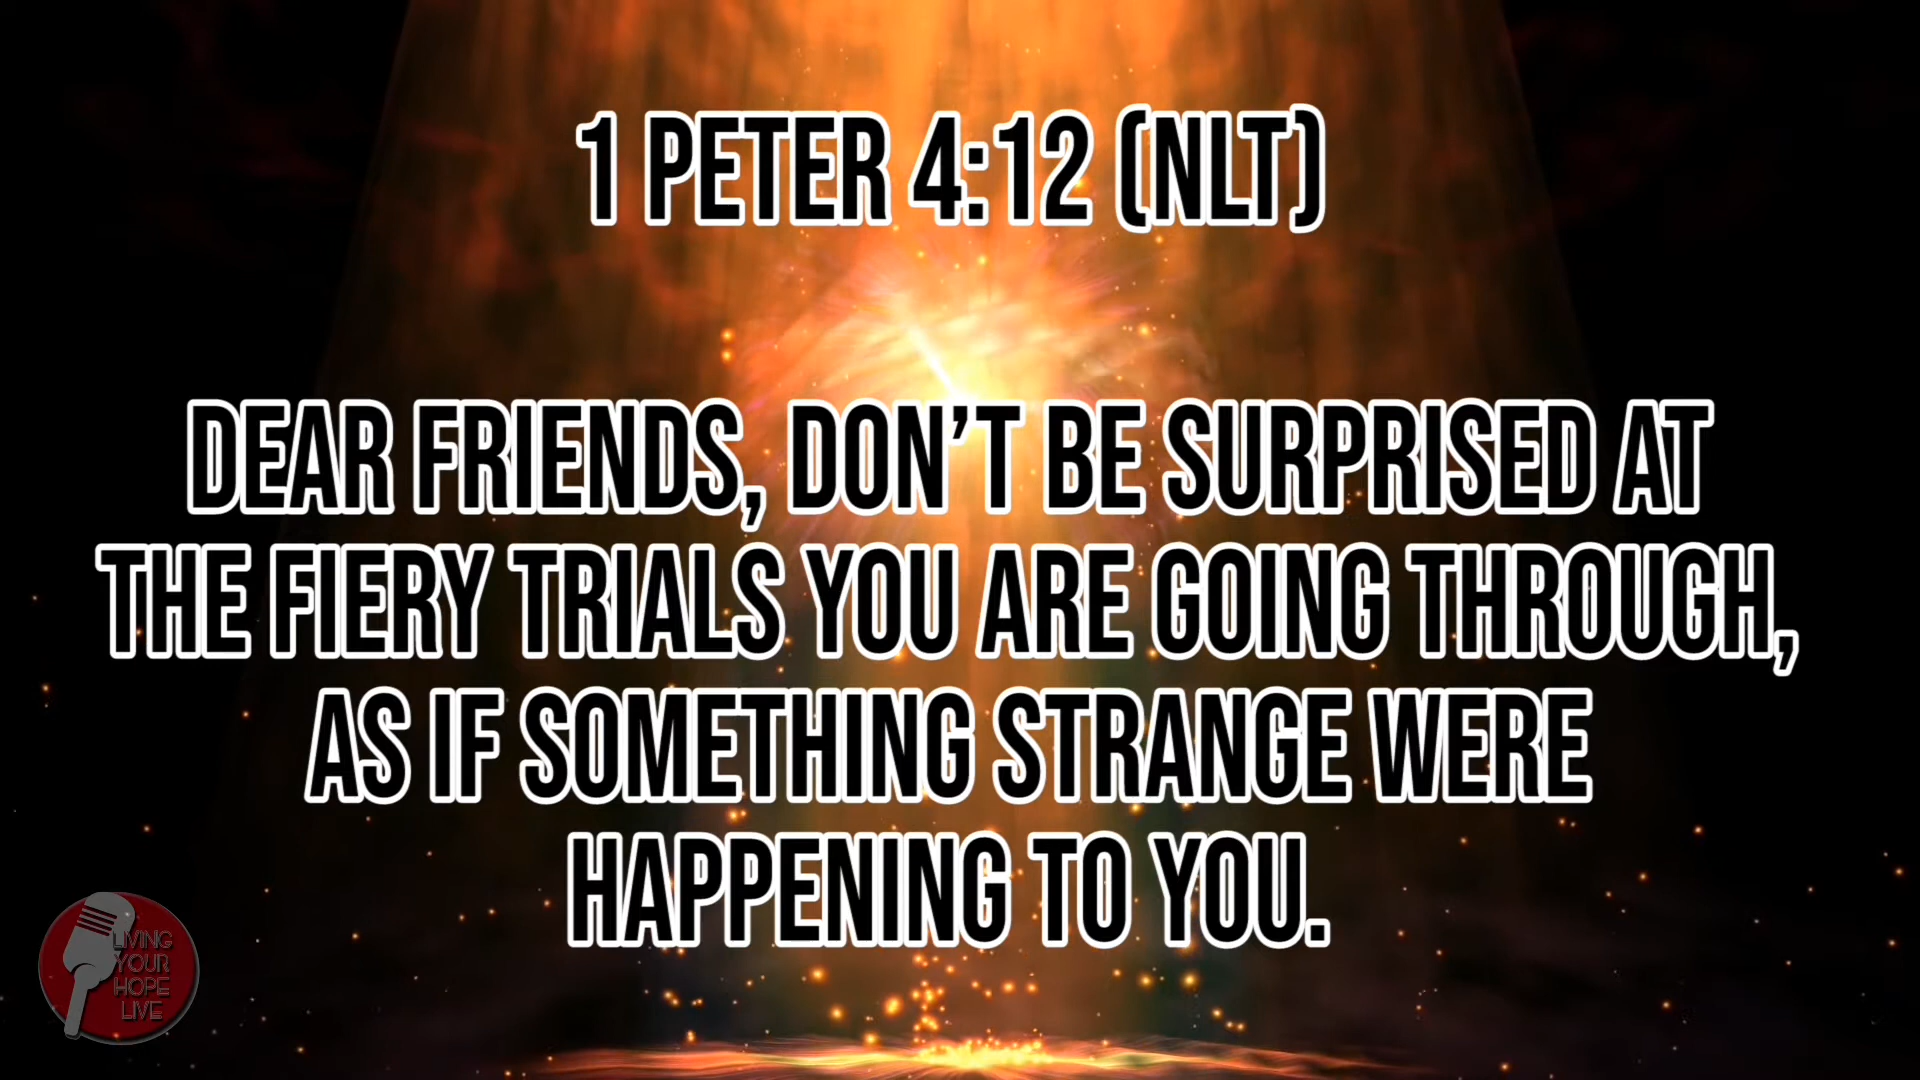 1 PETER 4:12 (NLT)
DEAR FRIENDS, DON’T BE SURPRISED AT
THE FIERY TRIALS YOU ARE GOING THROUGH,
AS IF SOMETHING STRANGE WERE
HAPPENING TO YOU.
LIVING
YOUR
HOPE
LIVE